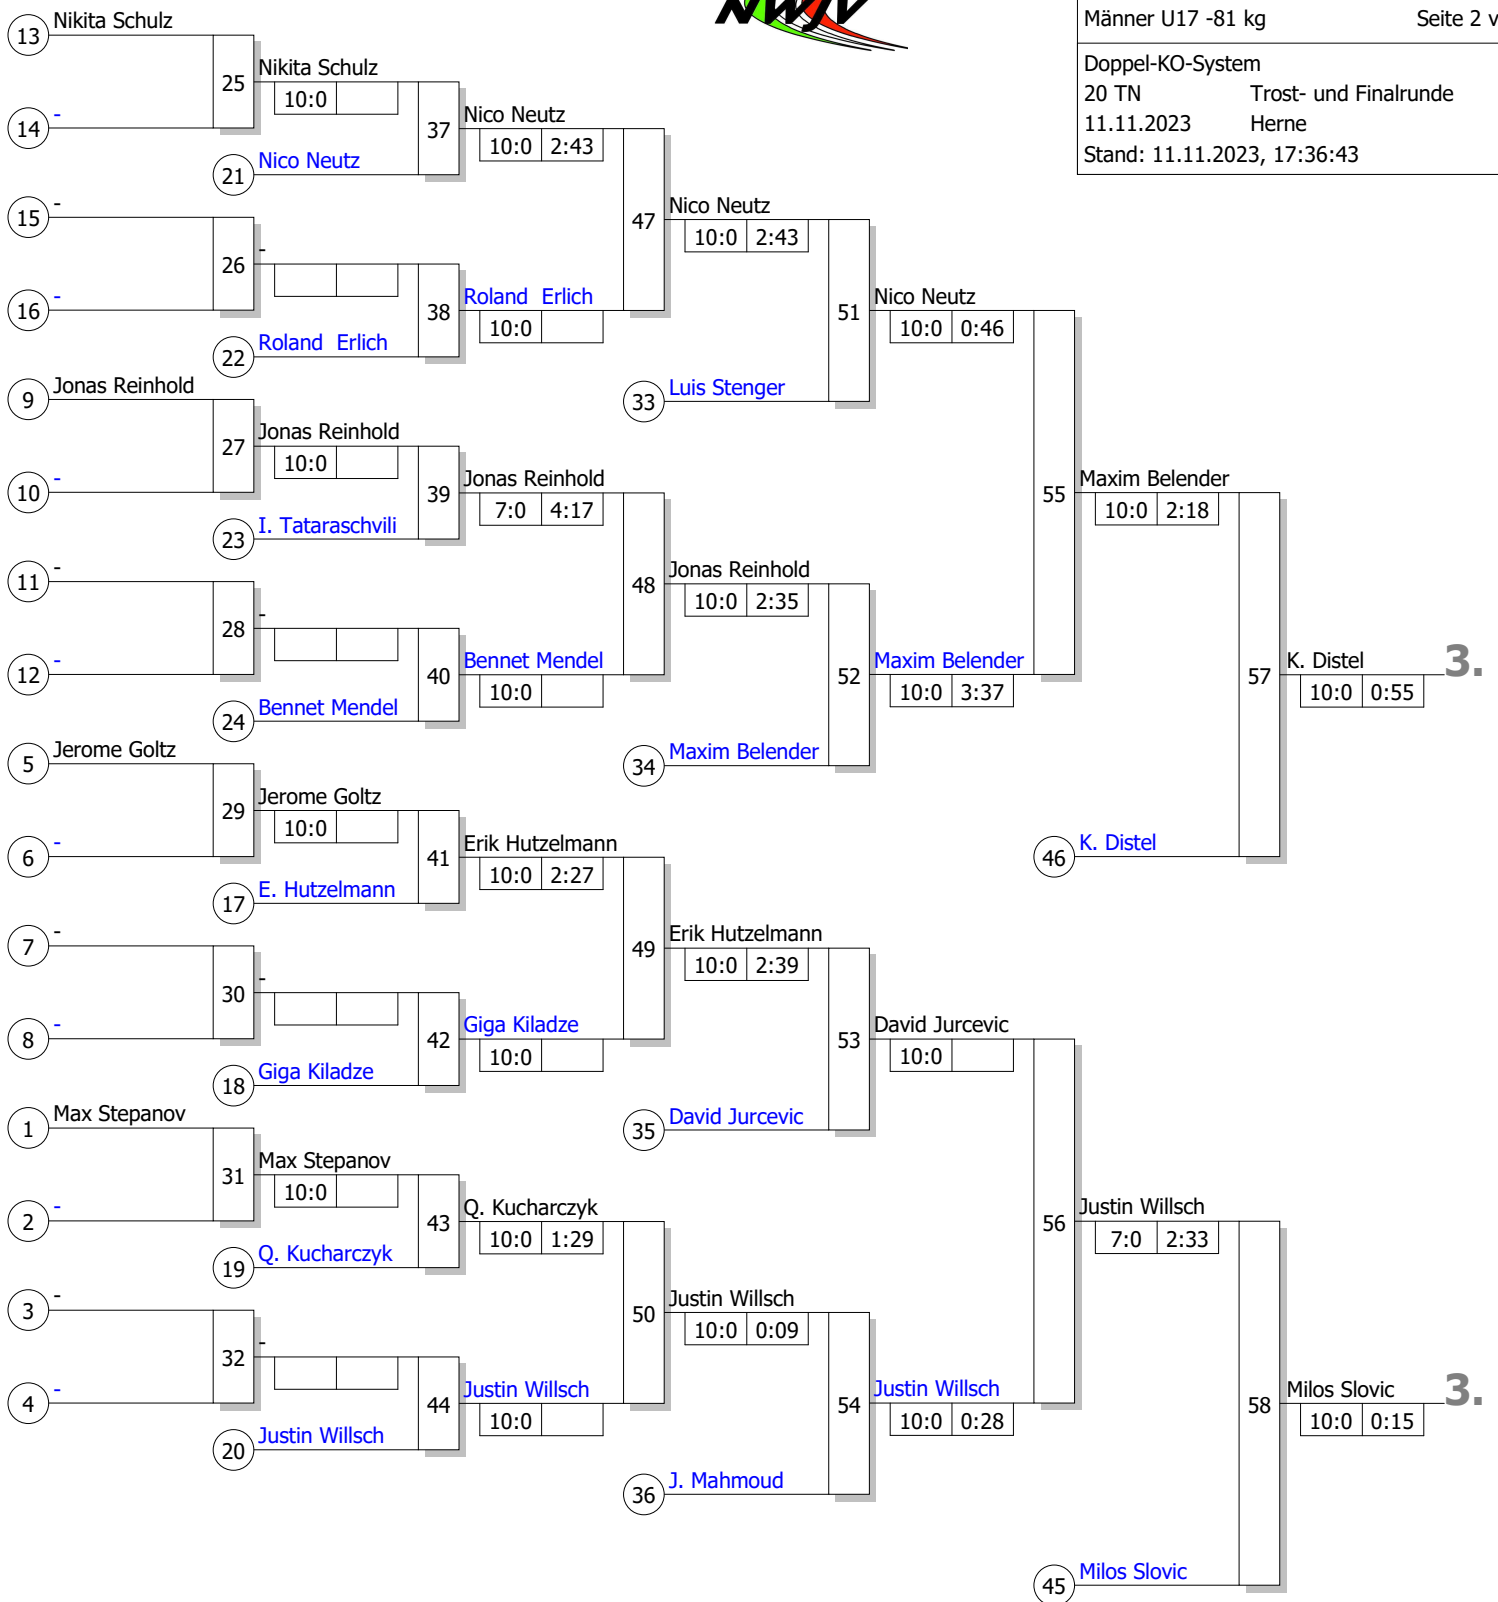 NWJV
Männer U17 -81 kg Seite 2 v
Doppel-KO-System
20 TN Trost- und Finalrunde
11.11.2023 Herne
Stand: 11.11.2023, 17:36:43
13 Nikita Schulz
25 Nikita Schulz
10:0
14 -
37 Nico Neutz
10:0 2:43
21 Nico Neutz
15 -
47 Nico Neutz
10:0 2:43
26 -
16 -
38 Roland Erlich
10:0
22 Roland Erlich
51 Nico Neutz
10:0 0:46
33 Luis Stenger
9 Jonas Reinhold
27 Jonas Reinhold
10:0
10 -
39 Jonas Reinhold
7:0 4:17
23 I. Tataraschvili
55 Maxim Belender
10:0 2:18
11 -
48 Jonas Reinhold
10:0 2:35
28 -
12 -
40 Bennet Mendel
10:0
24 Bennet Mendel
52 Maxim Belender
10:0 3:37
34 Maxim Belender
57 K. Distel 3.
10:0 0:55
5 Jerome Goltz
29 Jerome Goltz
10:0
6 -
41 Erik Hutzelmann
10:0 2:27
17 E. Hutzelmann
46 K. Distel
7 -
49 Erik Hutzelmann
10:0 2:39
30 -
8 -
42 Giga Kiladze
10:0
18 Giga Kiladze
53 David Jurcevic
10:0
35 David Jurcevic
1 Max Stepanov
31 Max Stepanov
10:0
2 -
43 Q. Kucharczyk
10:0 1:29
19 Q. Kucharczyk
56 Justin Willsch
7:0 2:33
3 -
50 Justin Willsch
10:0 0:09
32 -
4 -
44 Justin Willsch
10:0
20 Justin Willsch
54 Justin Willsch
10:0 0:28
36 J. Mahmoud
58 Milos Slovic 3.
10:0 0:15
45 Milos Slovic